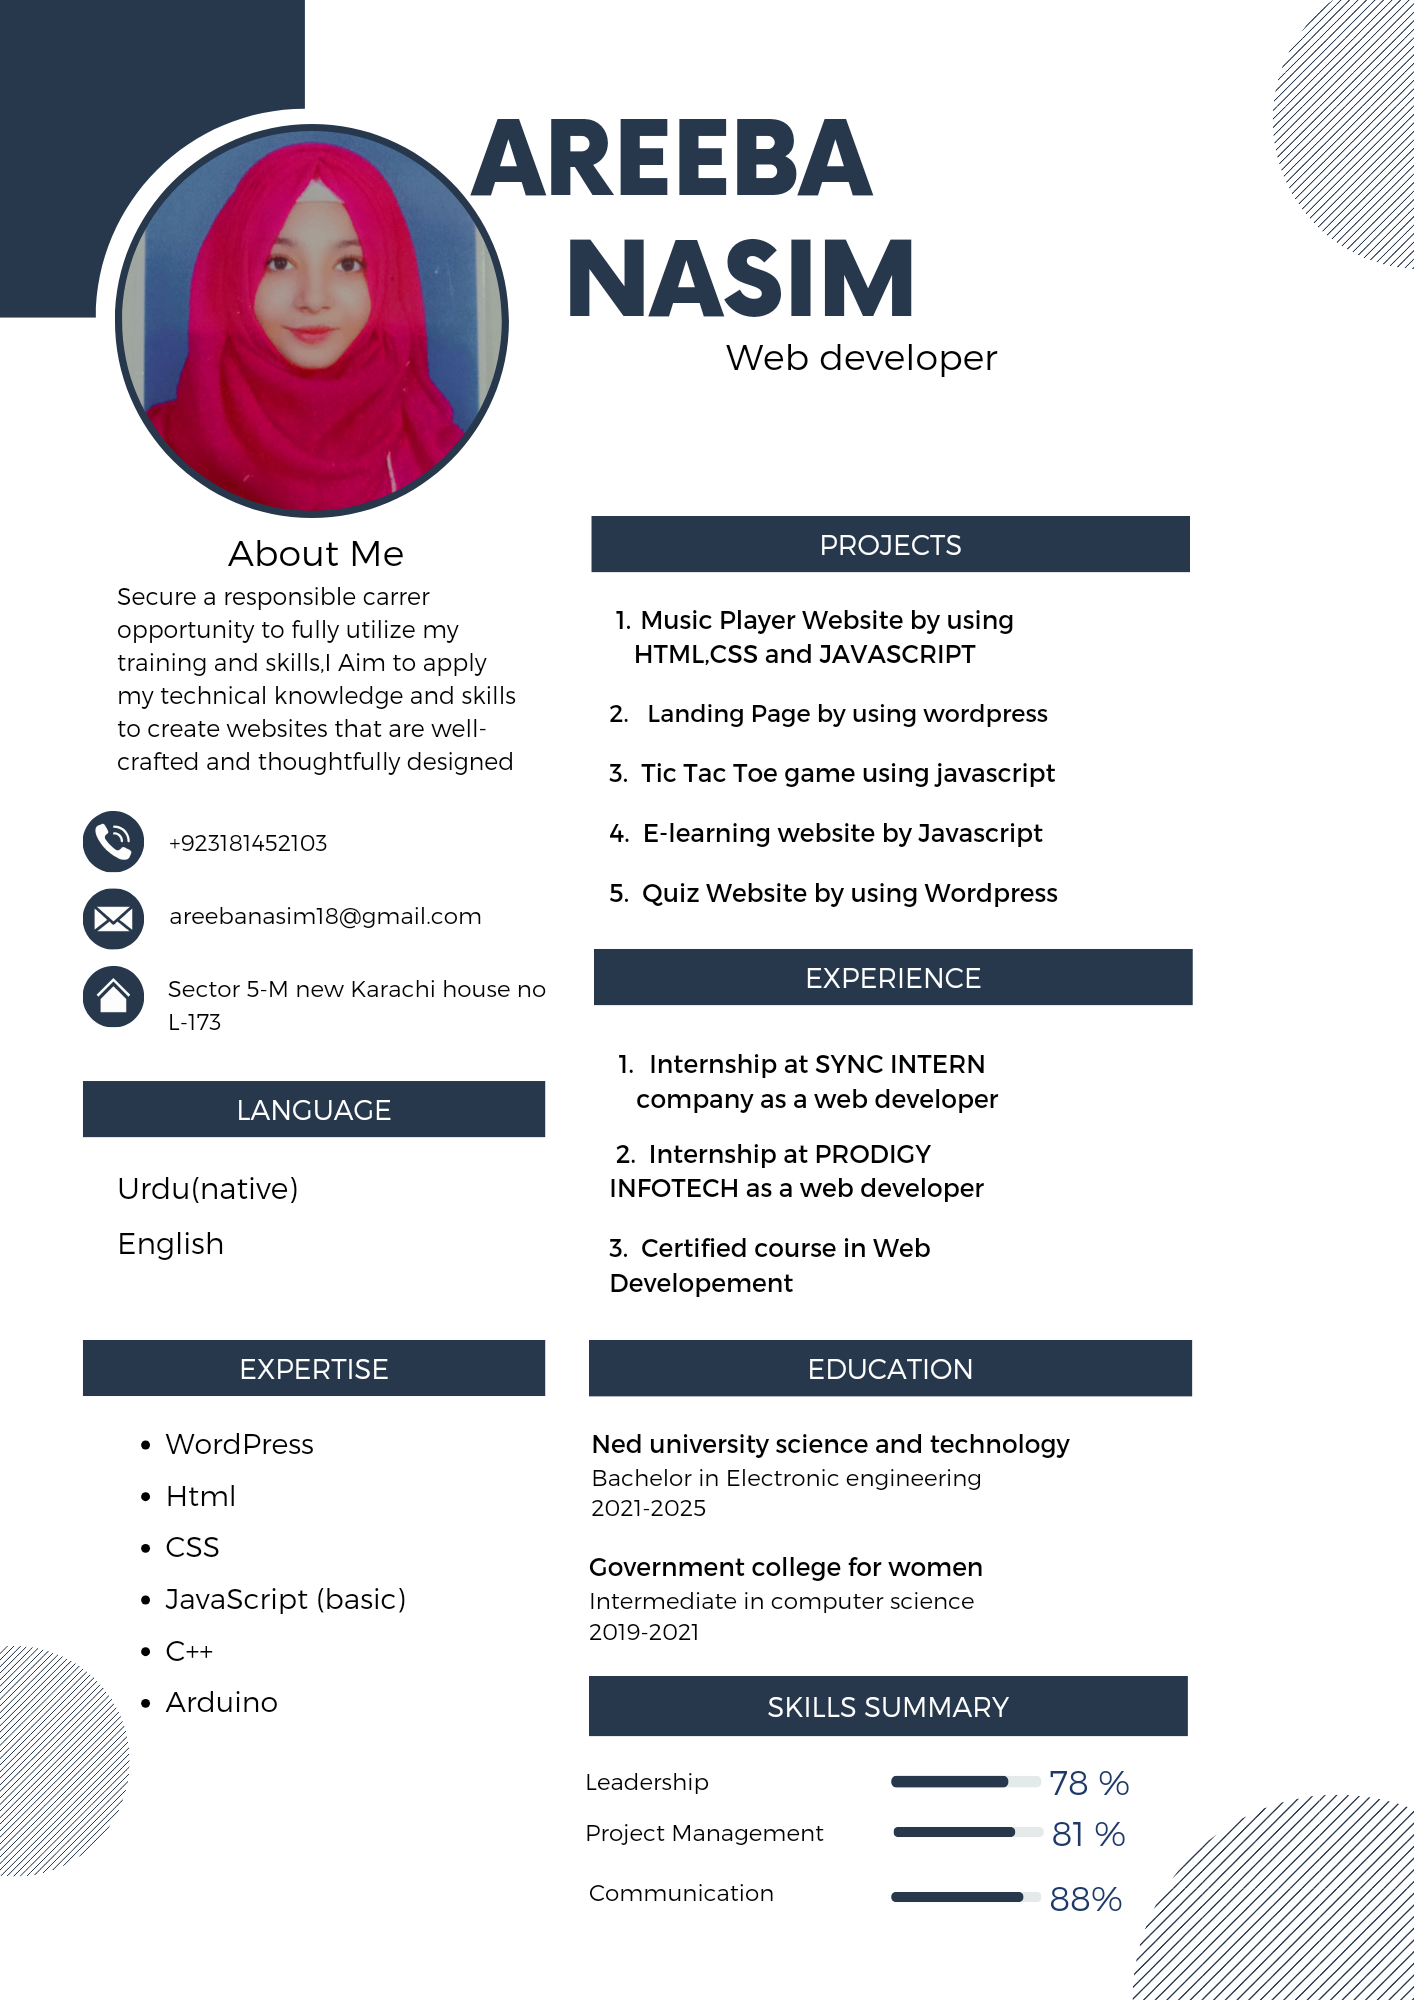 AREEBA
NASIM
Web developer
About Me
Secure a responsible carrer
opportunity to fully utilize my
training and skills,I Aim to apply
my technical knowledge and skills
to create websites that are well-
crafted and thoughtfully designed
+923181452103
areebanasim18@gmail.com
Sector 5-M new Karachi house no
L-173
LANGUAGE
Urdu(native)
English
EXPERTISE
• WordPress
• Html
• CSS
• JavaScript (basic)
• C++
• Arduino
PROJECTS
1. Music Player Website by using
HTML,CSS and JAVASCRIPT
2. Landing Page by using wordpress
3. Tic Tac Toe game using javascript
4. E-learning website by Javascript
5. Quiz Website by using Wordpress
EXPERIENCE
1. Internship at SYNC INTERN
company as a web developer
2. Internship at PRODIGY
INFOTECH as a web developer
3. Certified course in Web
Developement
EDUCATION
Ned university science and technology
Bachelor in Electronic engineering
2021-2025
Government college for women
Intermediate in computer science
2019-2021
SKILLS SUMMARY
Leadership 78 %
Project Management 81 %
Communication 88%